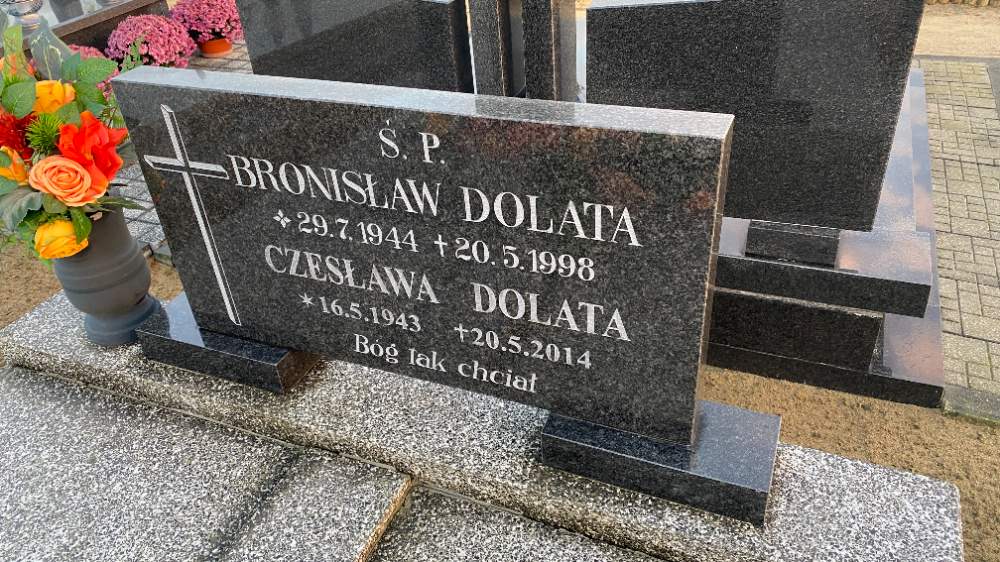 Ś. P.
BRONISŁAW DOLATA
✣ 29.7.1944 ✝ 20.5.1998
CZESŁAWA DOLATA
✶ 16.5.1943 ✝ 20.5.2014
Bóg tak chciał